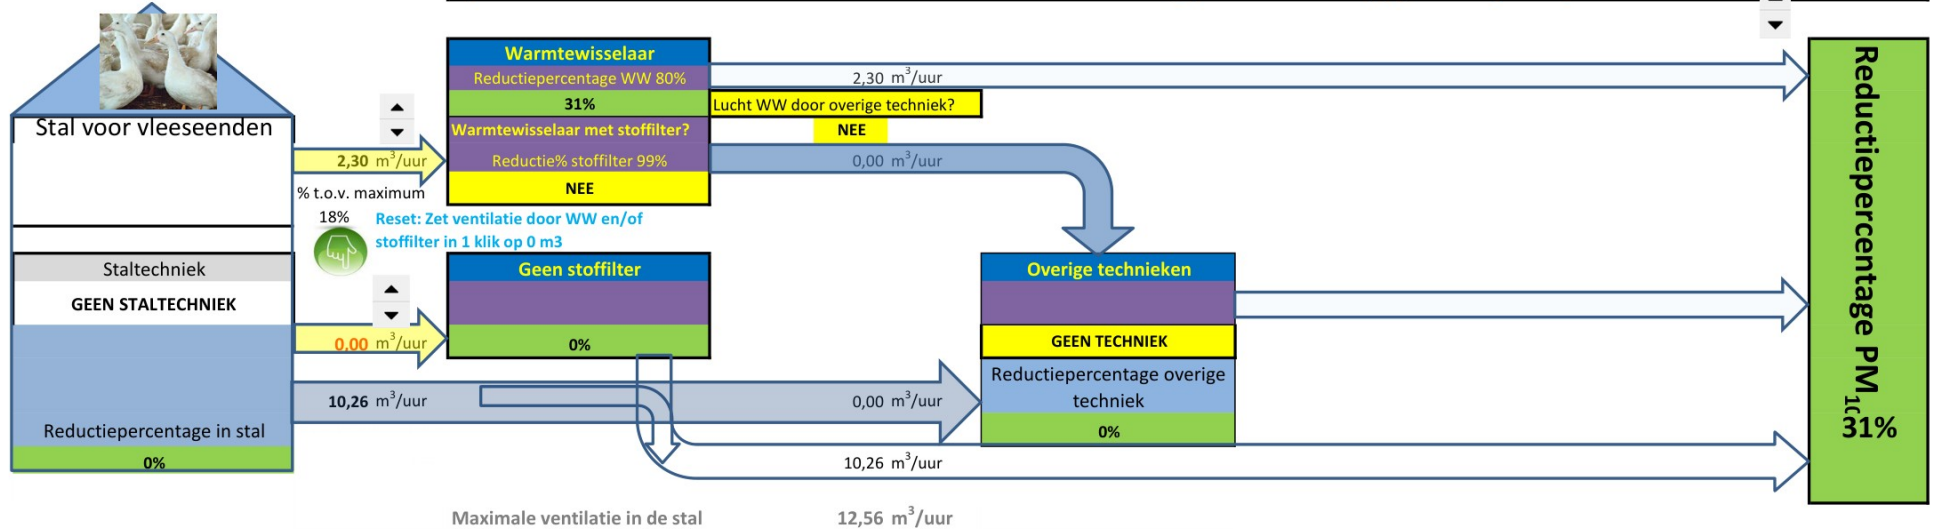 Stal voor vleeseenden
Staltechniek
GEEN STALTECHNIEK
Reductiepercentage in stal
0%
2,30 m³/uur
% t.o.v. maximum
18%
Reset: Zet ventilatie door WW en/of
stoffilter in 1 klik op 0 m3
0,00 m³/uur
10,26 m³/uur
Warmtewisselaar
Reductiepercentage WW 80%
31%
Warmtewisselaar met stoffilter?
Reductie% stoffilter 99%
NEE
Geen stoffilter
0%
2,30 m³/uur
Lucht WW door overige techniek?
NEE
0,00 m³/uur
Overige technieken
GEEN TECHNIEK
Reductiepercentage overige
techniek
0%
0,00 m³/uur
10,26 m³/uur
Maximale ventilatie in de stal 12,56 m³/uur
Reductiepercentage PM₁₀
31%